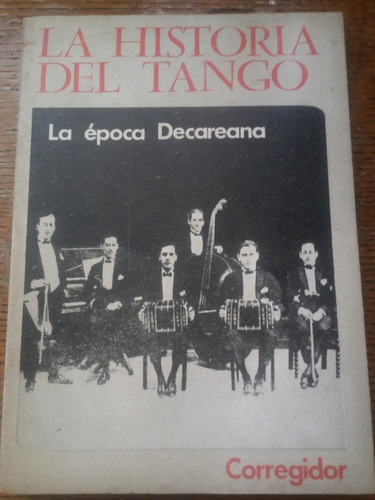 LA HISTORIA
DEL TANGO
La época Decareana
Corregidor